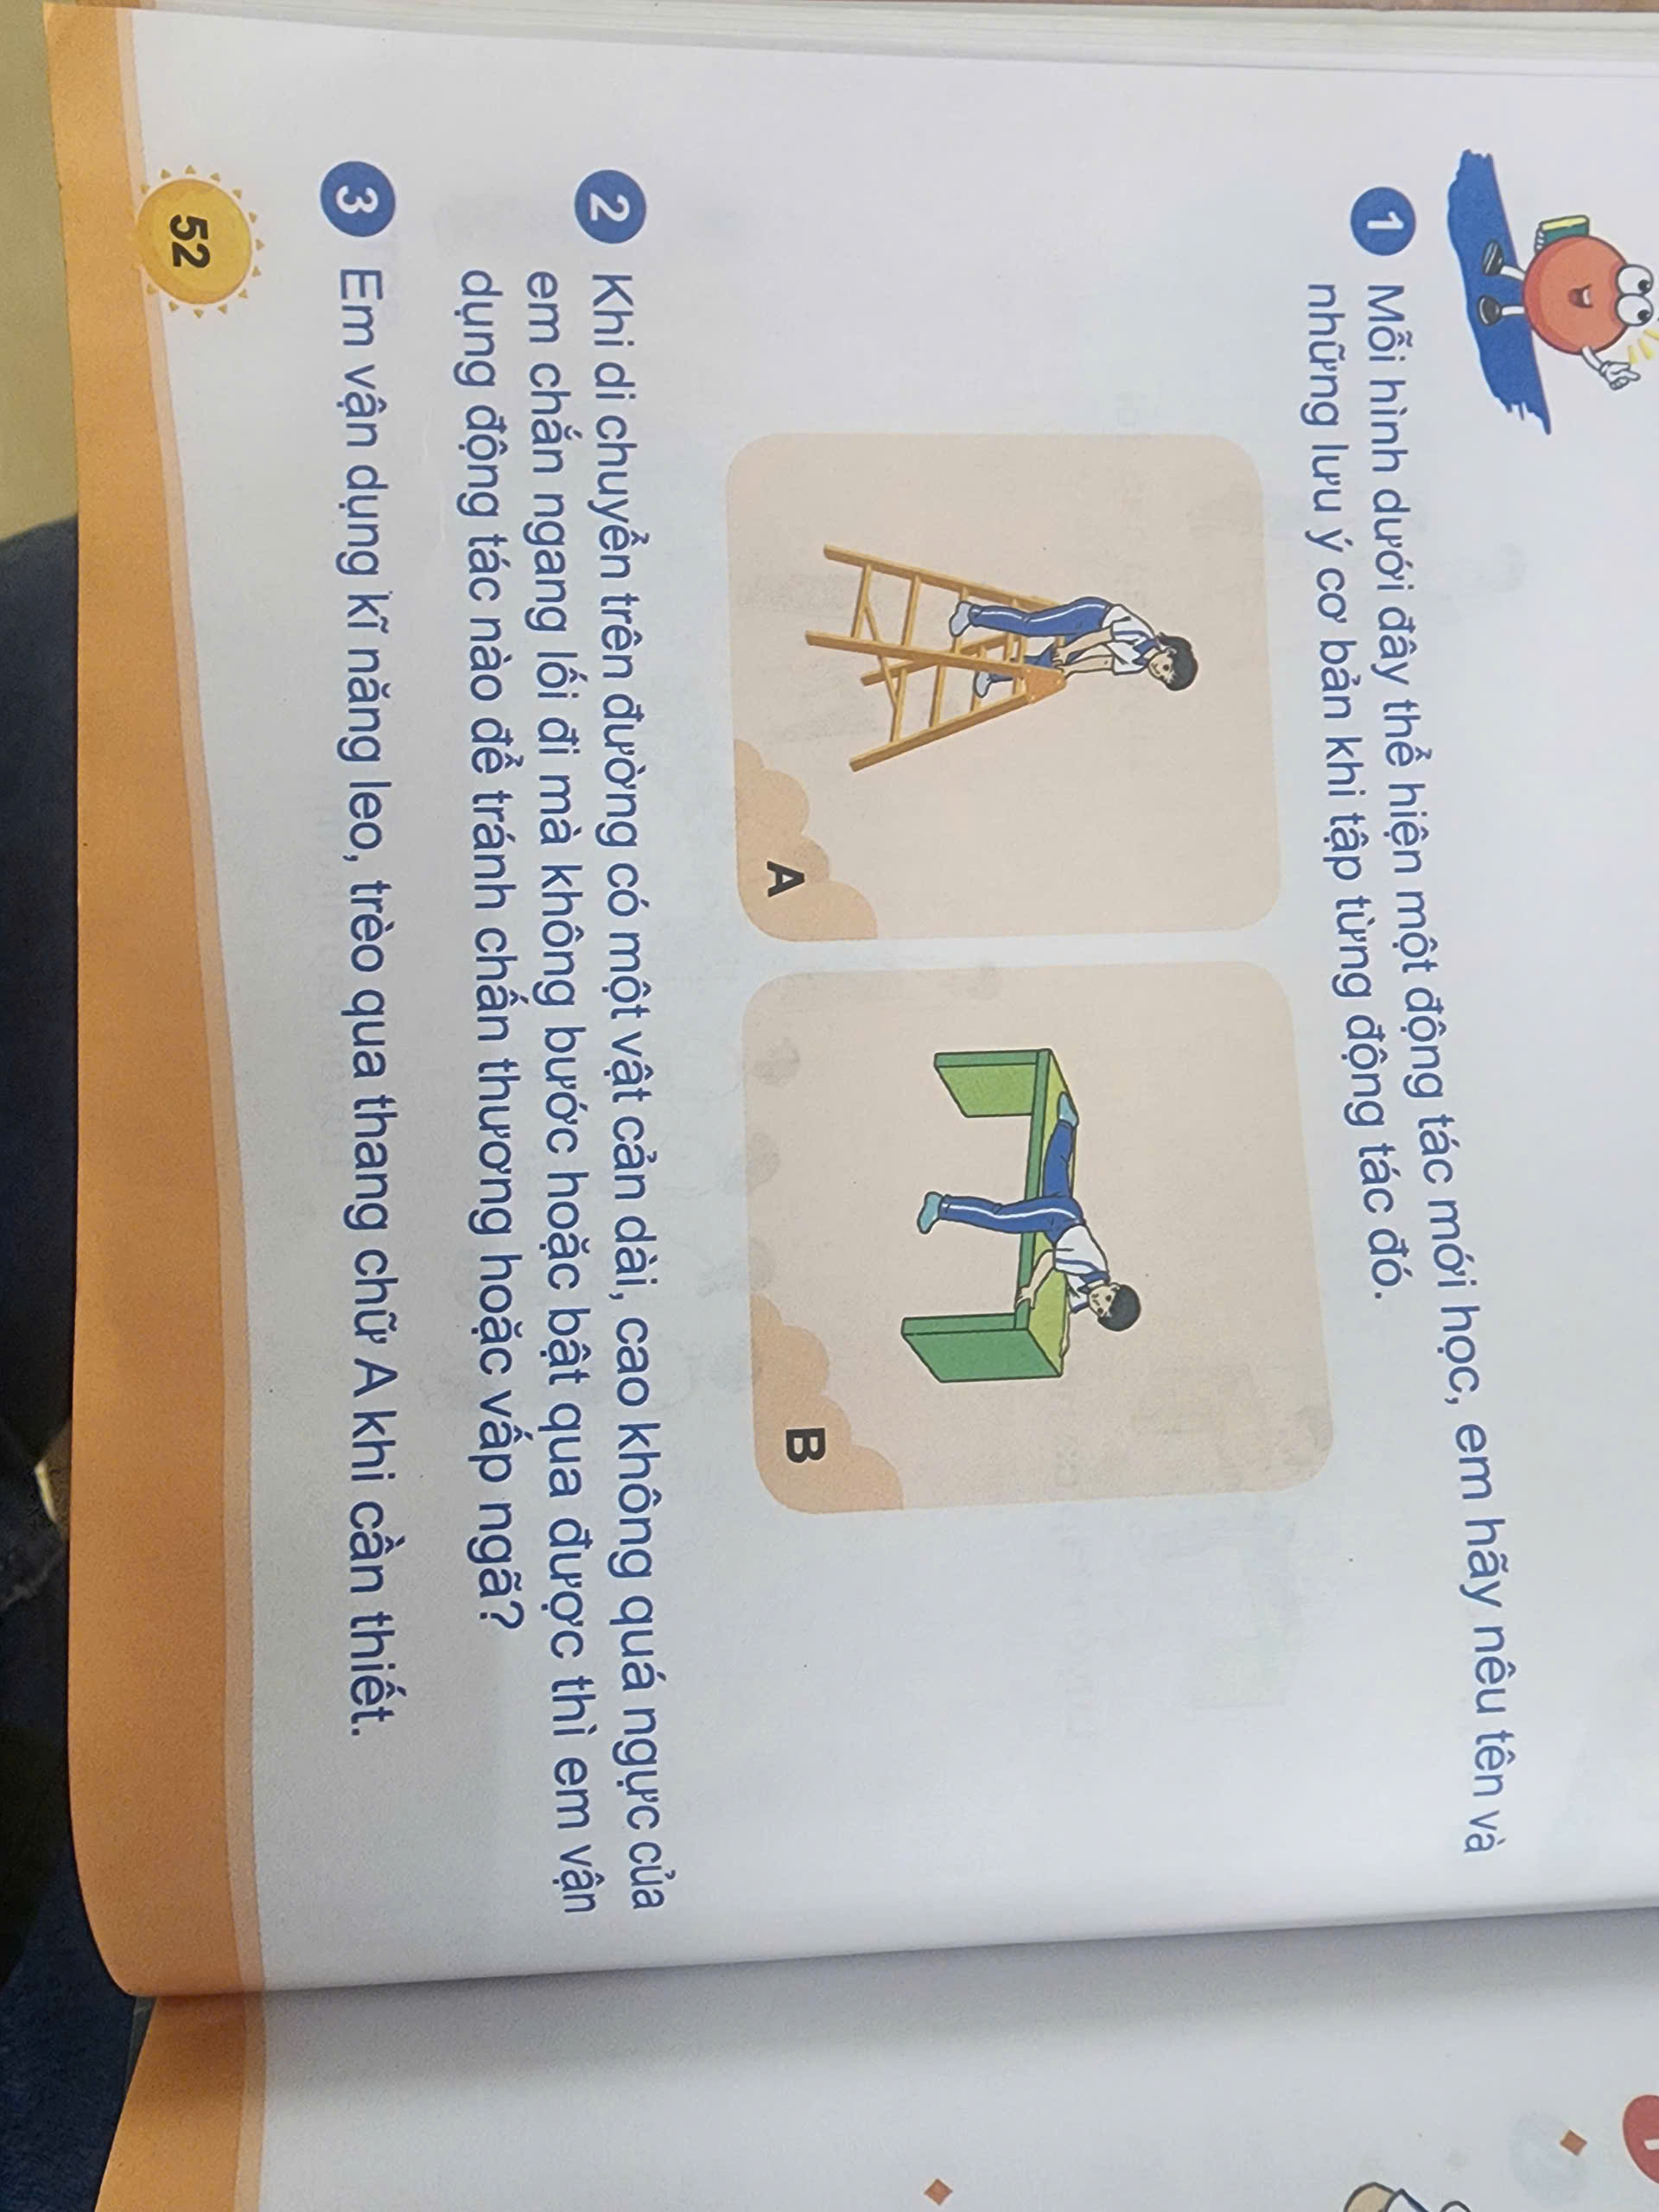 1 Mỗi hình dưới đây thể hiện một động tác mới học, em hãy nêu tên và
những lưu ý cơ bản khi tập từng động tác đó.
A
B
2 Khi di chuyển trên đường có một vật cản dài, cao không quá ngực của
em chắn ngang lối đi mà không bước hoặc bật qua được thì em vận
dụng động tác nào để tránh chấn thương hoặc vấp ngã?
3 Em vận dụng kĩ năng leo, trèo qua thang chữ A khi cần thiết.
52